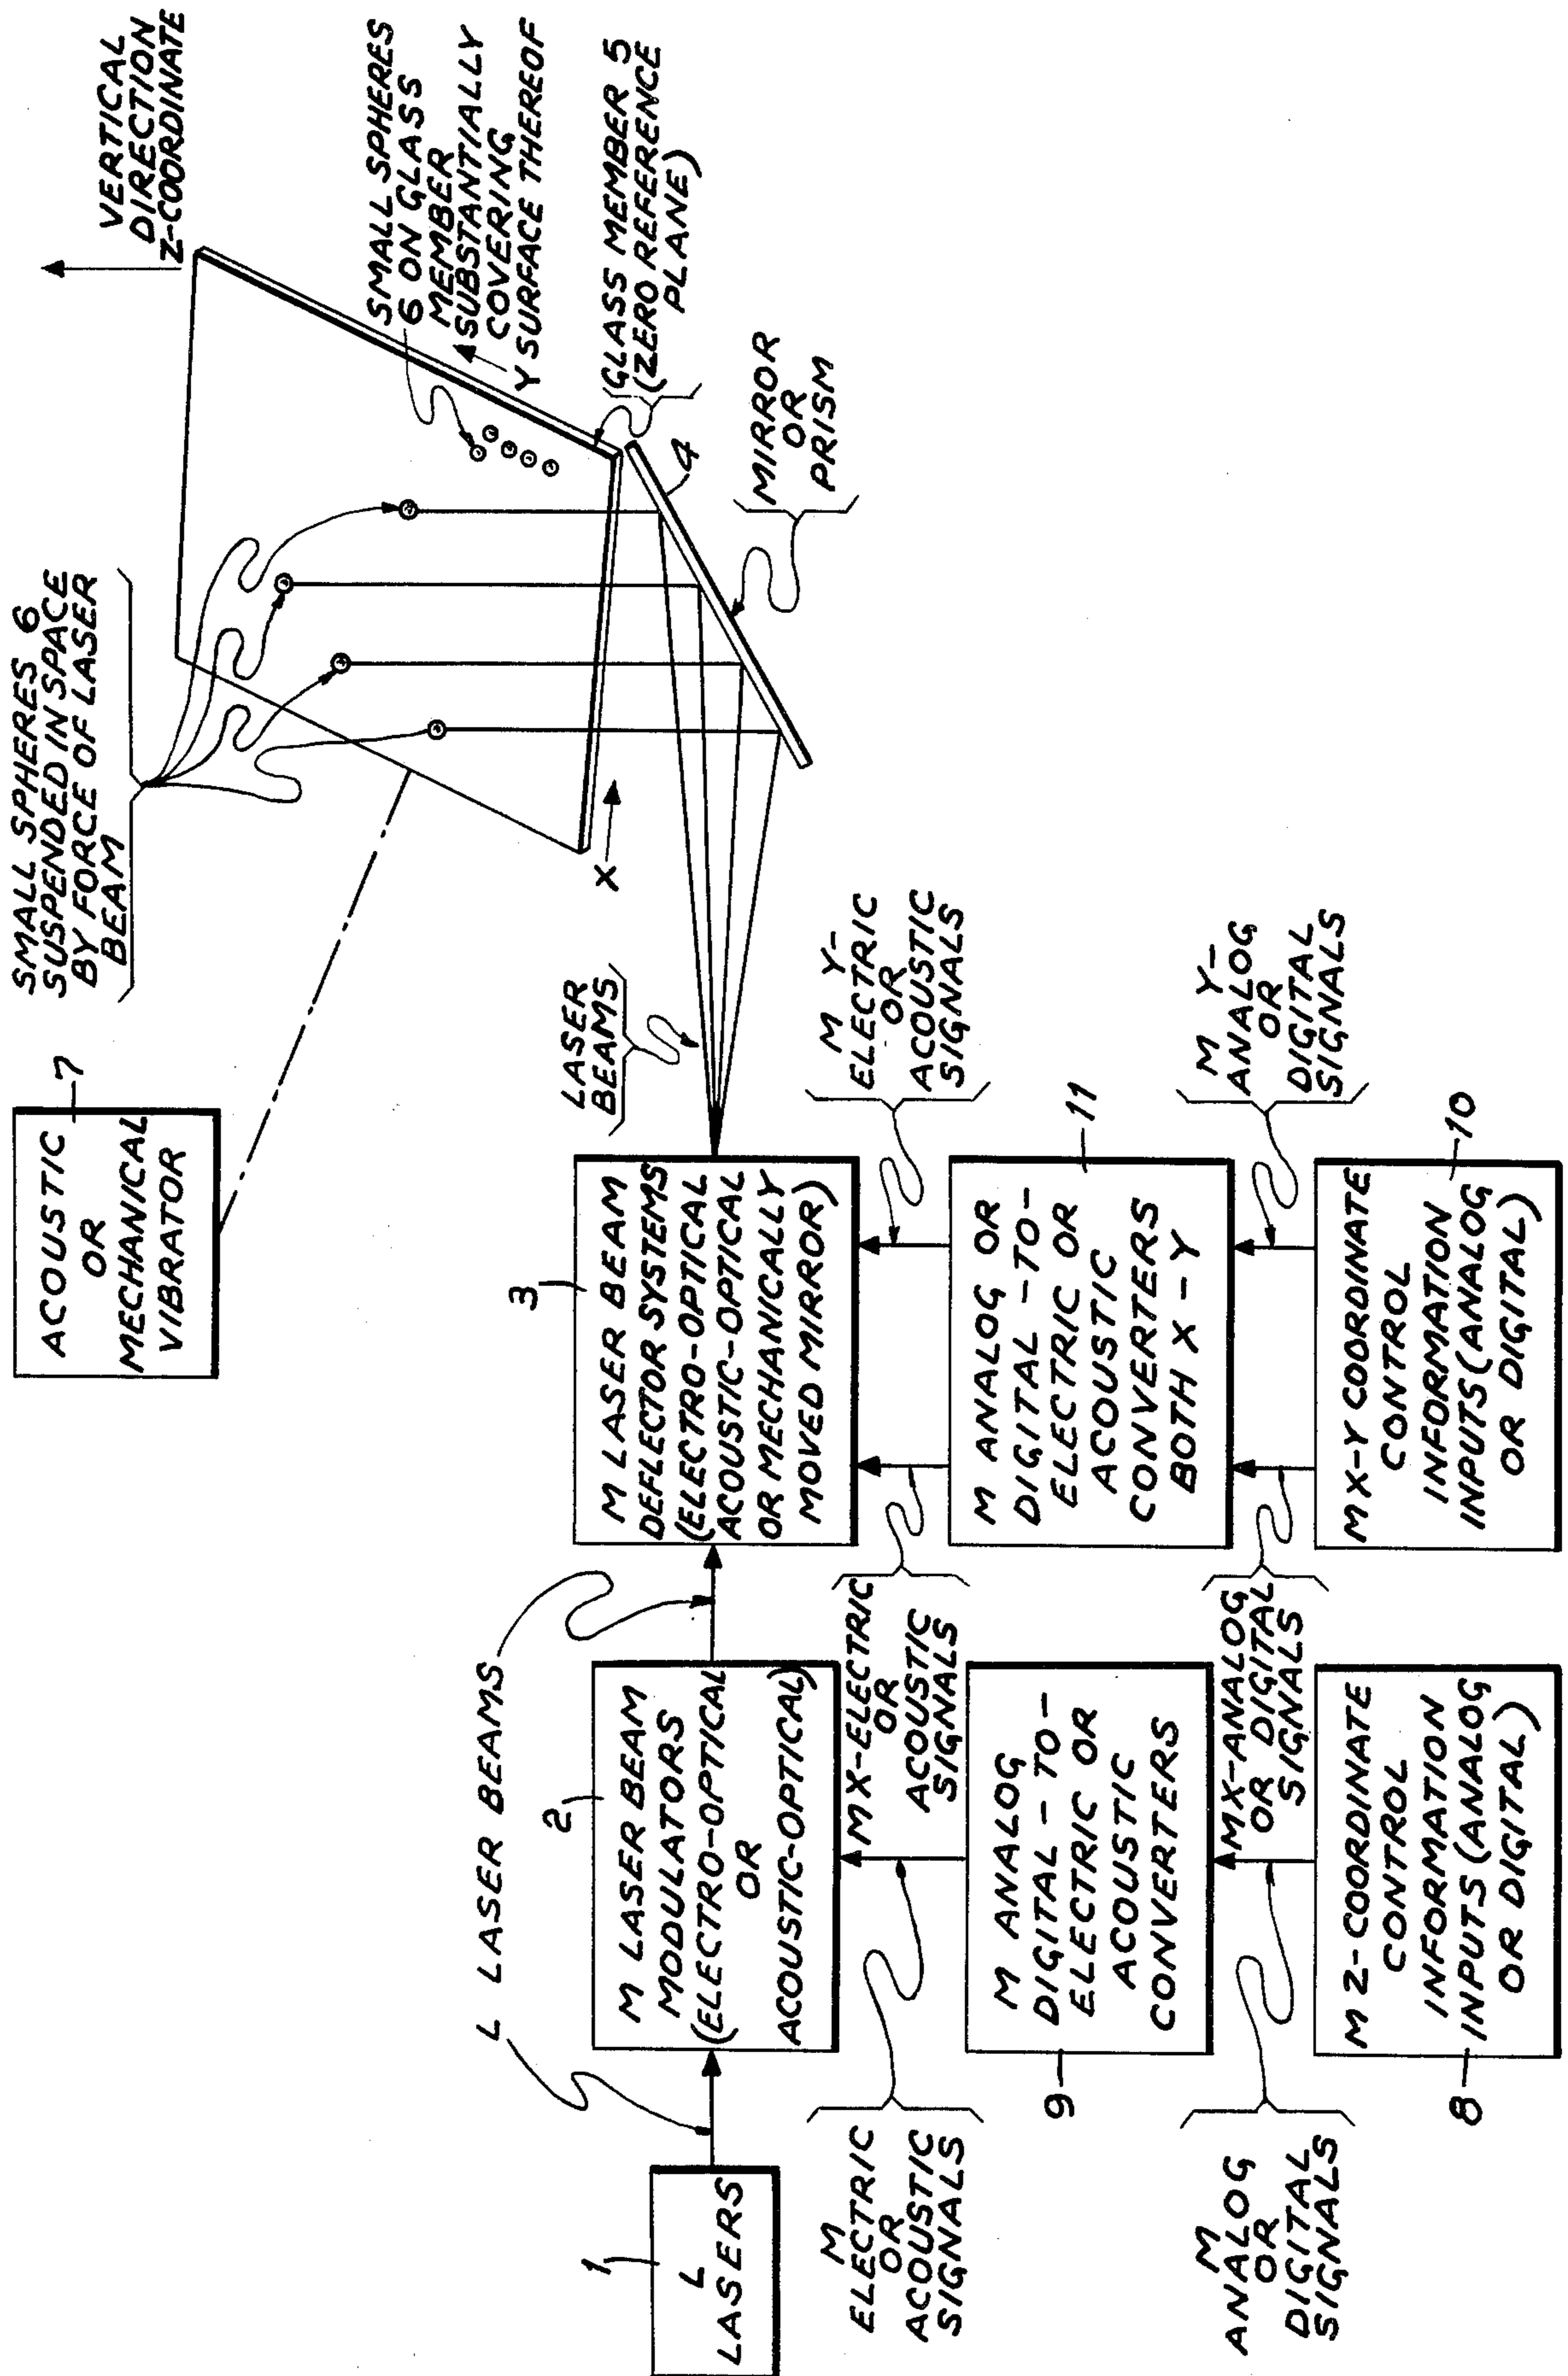 ACOUSTIC
OR
MECHANICAL
VIBRATOR
7
SMALL SPHERES 6
SUSPENDED IN SPACE
BY FORCE OF LASER
BEAM
VERTICAL
DIRECTION
Z-COORDINATE
SMALL SPHERES
6 ON GLASS
MEMBER
SUBSTANTIALLY
COVERING
SURFACE THEREOF
Y
GLASS MEMBER 5
(ZERO REFERENCE
PLANE)
X
4
MIRROR
OR
PRISM
LASER
BEAMS
L LASER BEAMS
1
L
LASERS
2
M LASER BEAM
MODULATORS
(ELECTRO-OPTICAL
OR
ACOUSTIC-OPTICAL)
3
M LASER BEAM
DEFLECTOR SYSTEMS
(ELECTRO-OPTICAL
ACOUSTIC-OPTICAL
OR MECHANICALLY
MOVED MIRROR)
M
ELECTRIC
OR
ACOUSTIC
SIGNALS
MX-ELECTRIC
OR
ACOUSTIC
SIGNALS
M Y-
ELECTRIC
OR
ACOUSTIC
SIGNALS
9
M ANALOG
DIGITAL-TO-
ELECTRIC OR
ACOUSTIC
CONVERTERS
11
M ANALOG OR
DIGITAL-TO-
ELECTRIC OR
ACOUSTIC
CONVERTERS
BOTH X-Y
M
ANALOG
OR
DIGITAL
SIGNALS
MX-ANALOG
OR DIGITAL
SIGNALS
M Y-
ANALOG
OR
DIGITAL
SIGNALS
8
M Z-COORDINATE
CONTROL
INFORMATION
INPUTS (ANALOG
OR DIGITAL)
10
MX-Y COORDINATE
CONTROL
INFORMATION
INPUTS (ANALOG
OR DIGITAL)